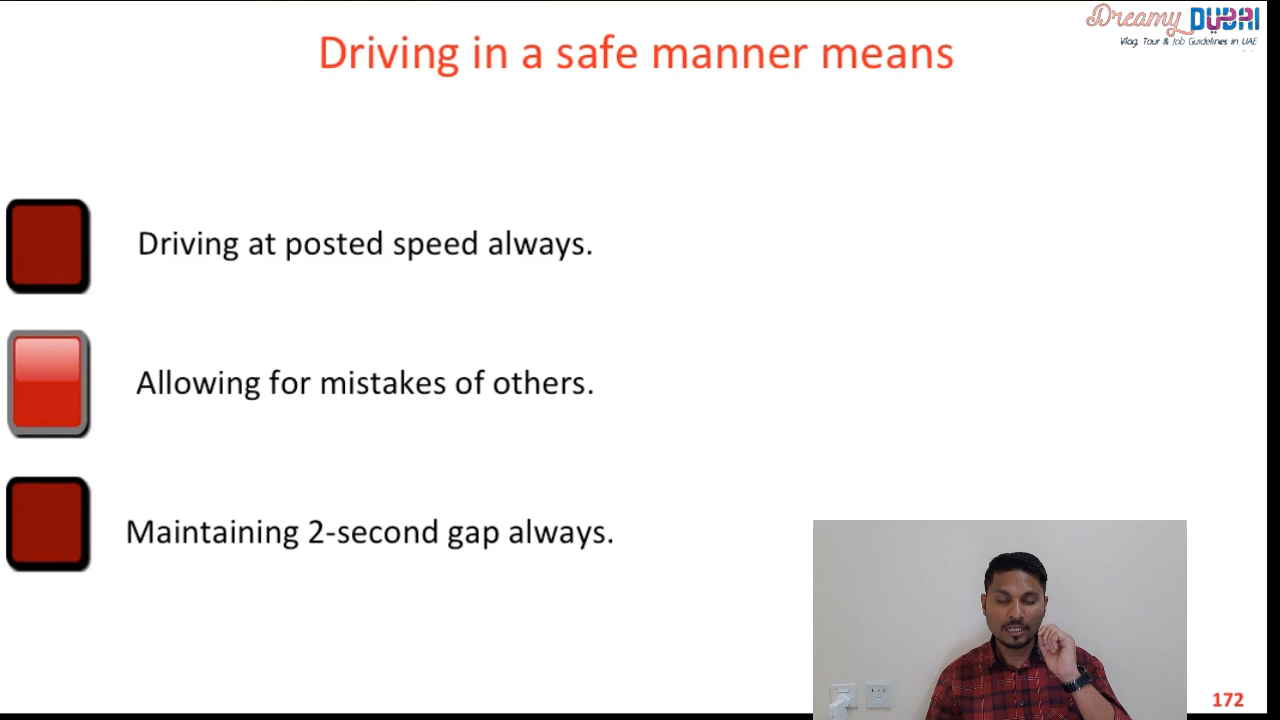 Dreamy DUBAI
Vlog, Tour & Job Guidelines in UAE
Driving in a safe manner means
Driving at posted speed always.
Allowing for mistakes of others.
Maintaining 2-second gap always.
172